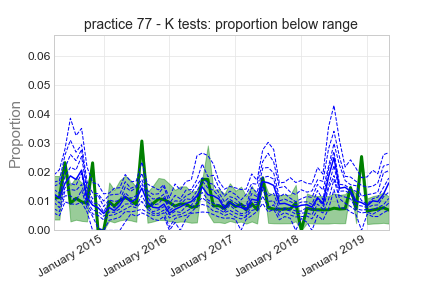 practice 77 - K tests: proportion below range
0.06
0.05
0.04
0.03
0.02
0.01
0.00
Proportion
January 2015
January 2016
January 2017
January 2018
January 2019